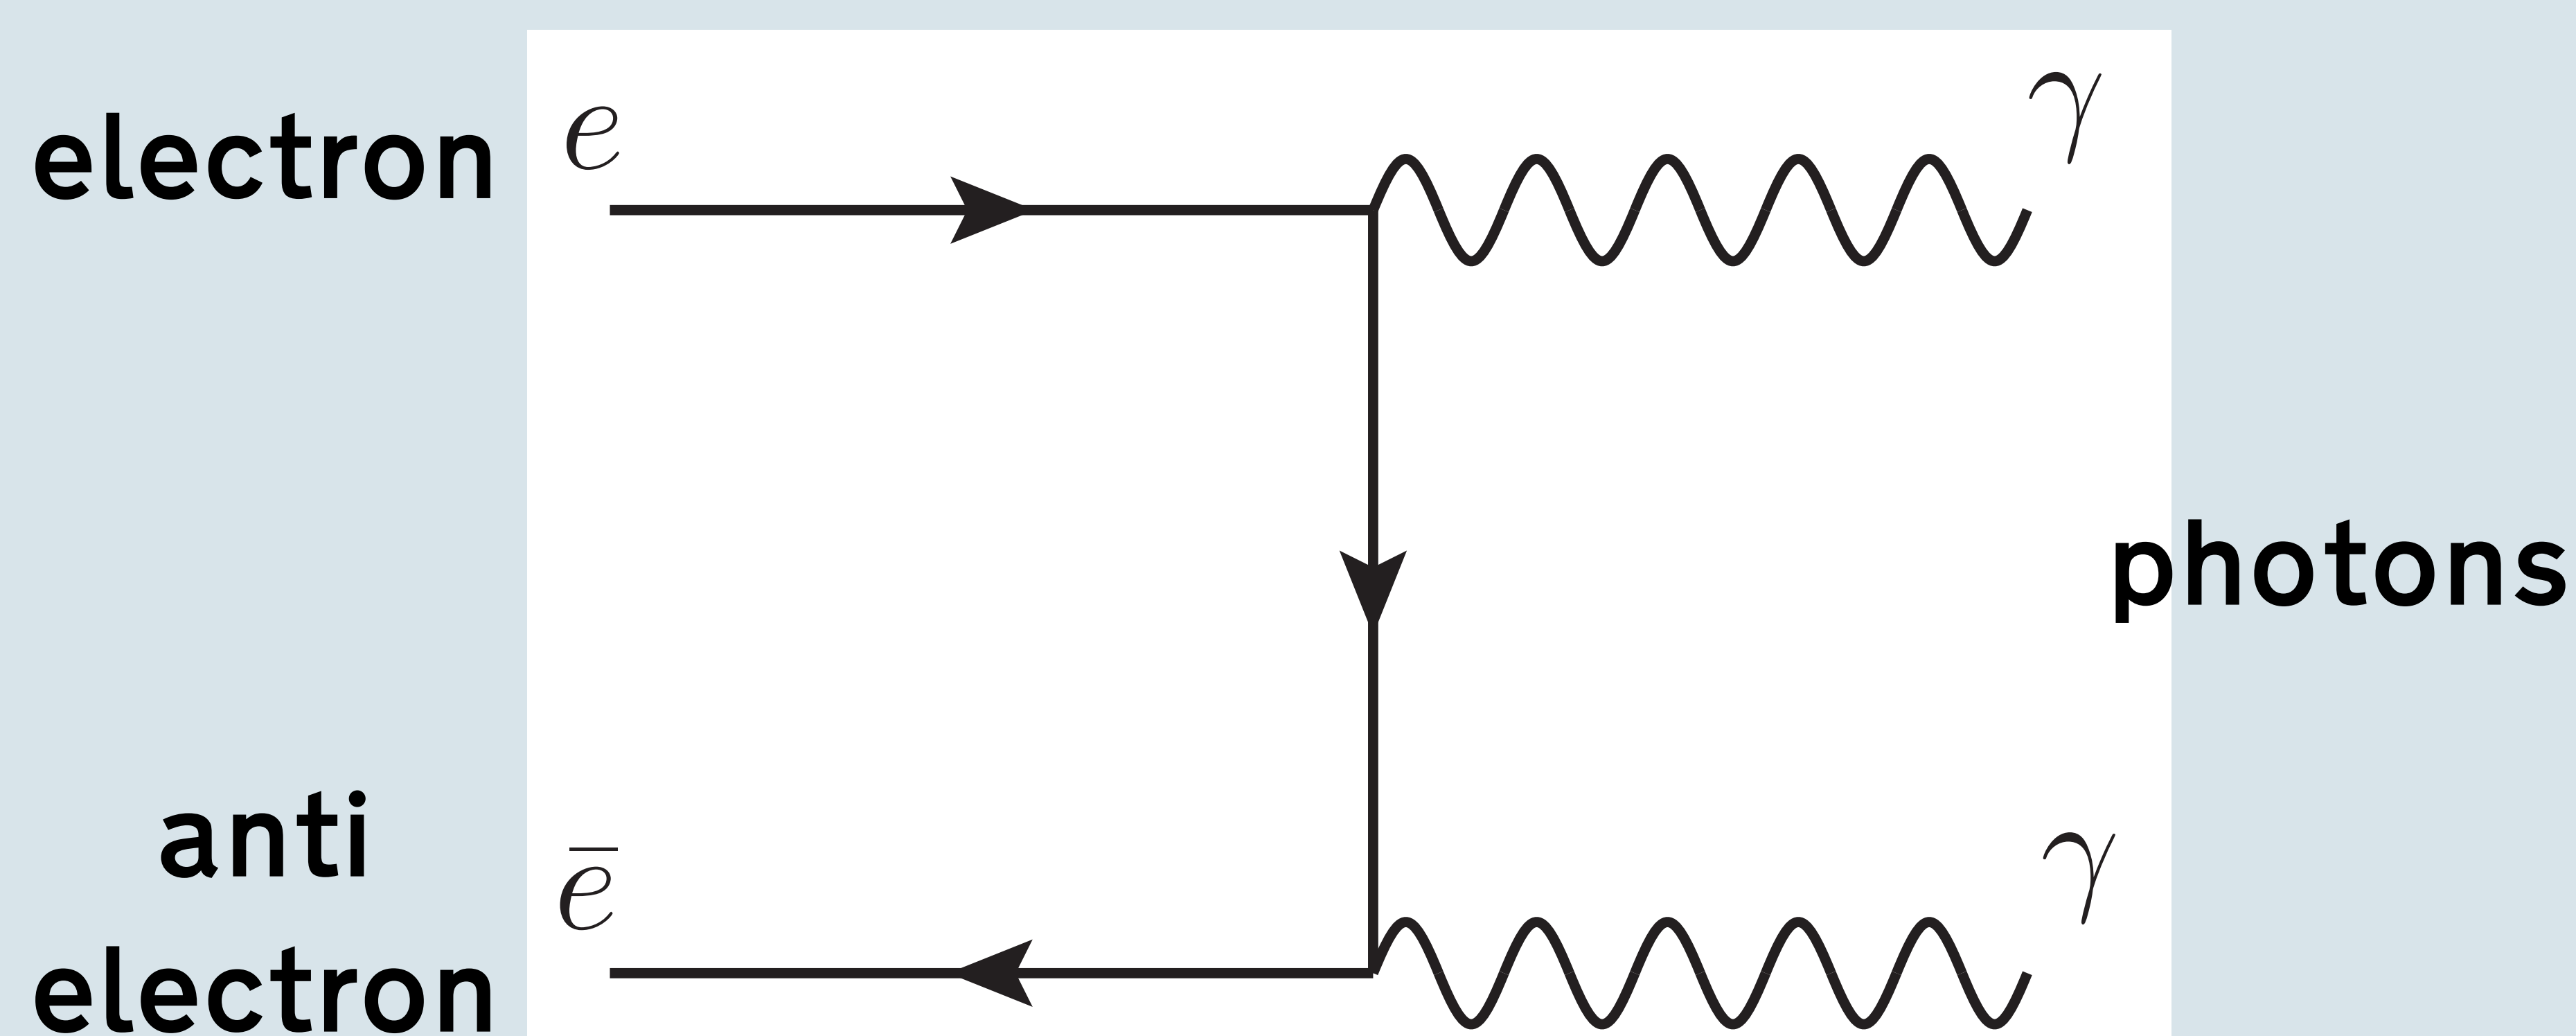 electron
e
γ
photons
anti
electron
e̅
γ